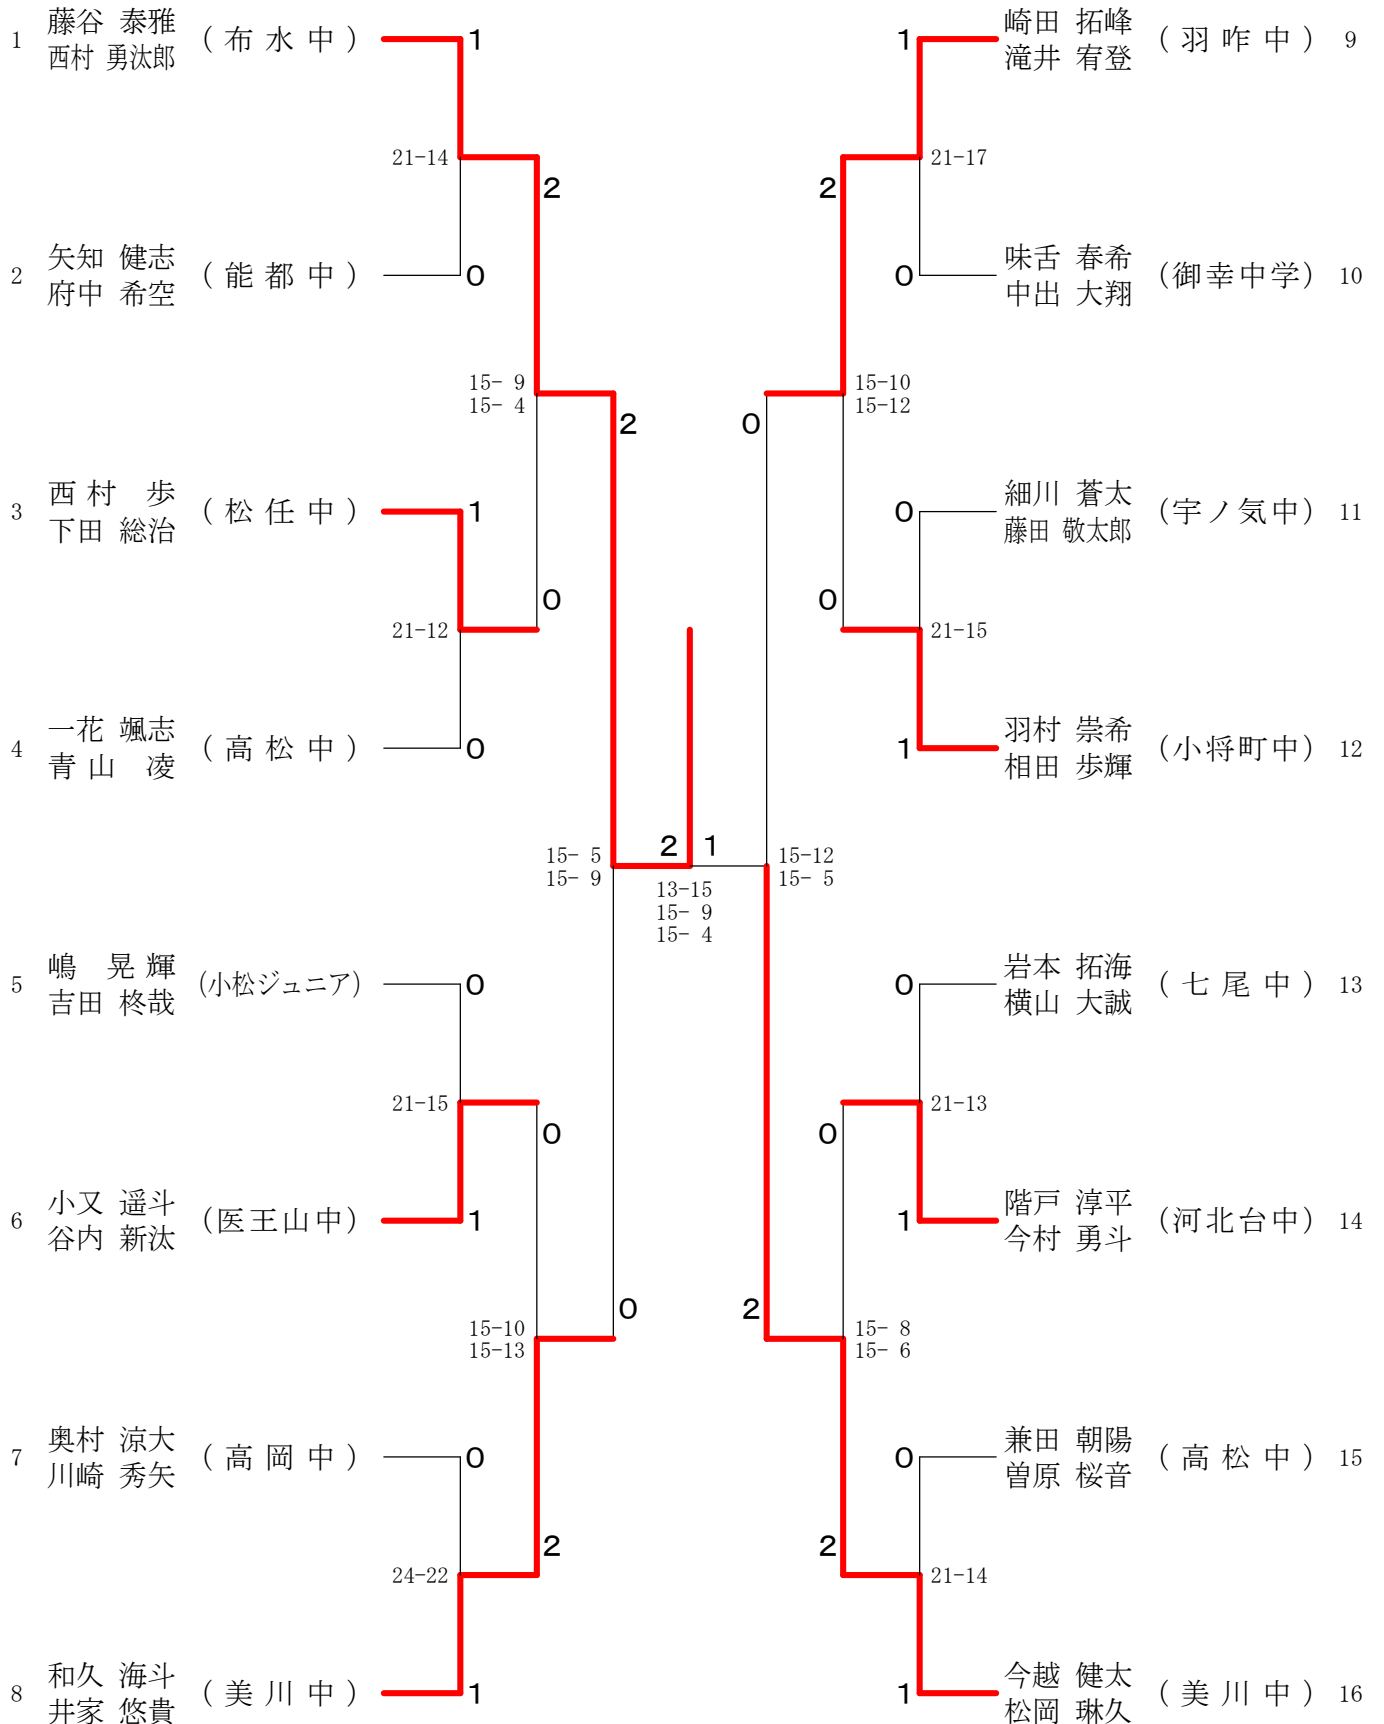 1 藤谷 泰雅 西村 勇汰郎 (布水中) 1
21-14
2 矢知 健志 府中 希空 (能都中) 0
2
15- 9
15- 4
3 西村 歩 下田 総治 (松任中) 1
21-12
4 一花 颯志 青山 凌 (高松中) 0
0
2
15- 5
15- 9
5 嶋 晃輝 吉田 柊哉 (小松ジュニア) 0
21-15
6 小又 遥斗 谷内 新汰 (医王山中) 1
0
15-10
15-13
7 奥村 涼大 川崎 秀矢 (高岡中) 0
24-22
8 和久 海斗 井家 悠貴 (美川中) 1
2
0
2 1
13-15
15- 9
15- 4
1 崎田 拓峰 滝井 宥登 (羽咋中) 9
21-17
0 味舌 春希 中出 大翔 (御幸中学) 10
2
15-10
15-12
0 細川 蒼太 藤田 敬太郎 (宇ノ気中) 11
21-15
1 羽村 崇希 相田 歩輝 (小将町中) 12
0
0
15-12
15- 5
0 岩本 拓海 横山 大誠 (七尾中) 13
21-13
1 階戸 淳平 今村 勇斗 (河北台中) 14
0
15- 8
15- 6
0 兼田 朝陽 曽原 桜音 (高松中) 15
21-14
1 今越 健太 松岡 琳久 (美川中) 16
2
2